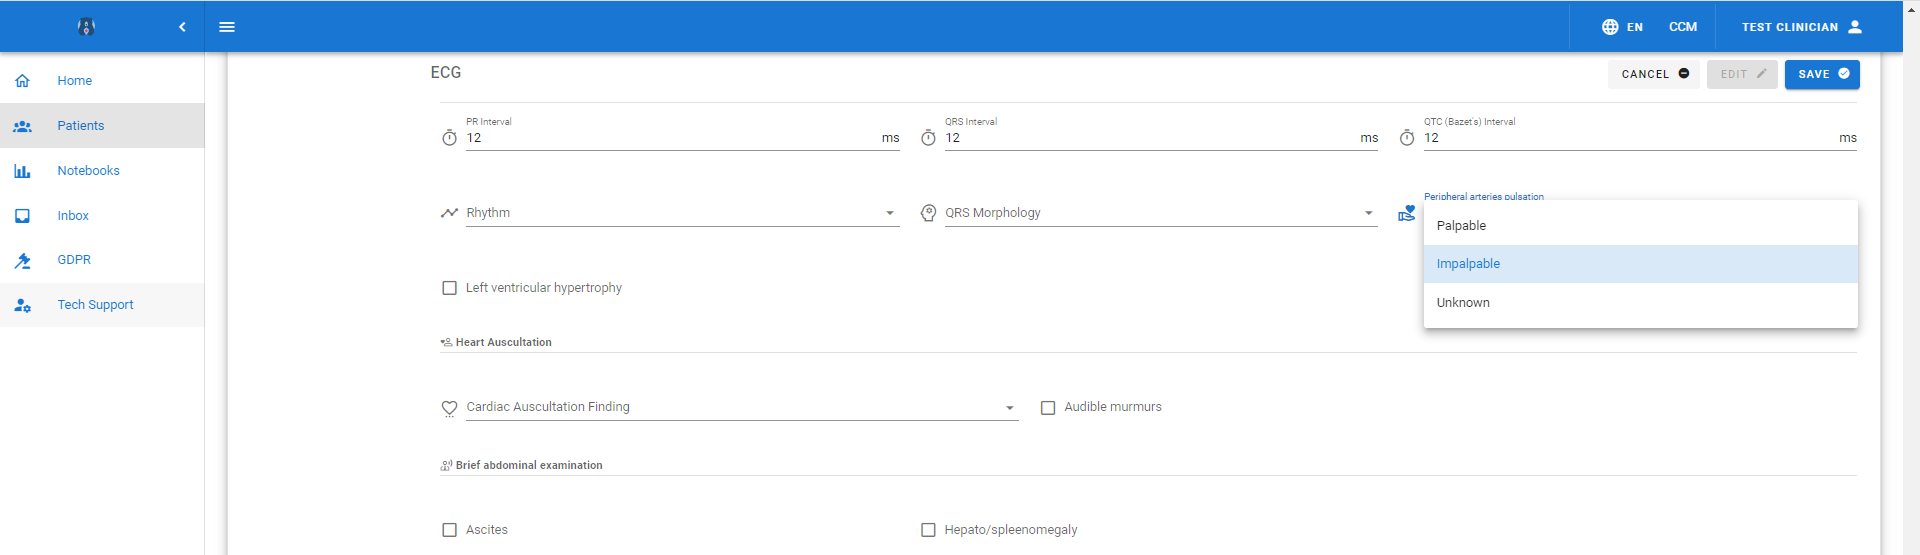 EN CCM TEST CLINICIAN
Home
Patients
Notebooks
Inbox
GDPR
Tech Support
ECG
CANCEL EDIT SAVE
PR Interval
12 ms
QRS Interval
12 ms
QTC (Bazet's) Interval
12 ms
Rhythm
QRS Morphology
Peripheral arteries pulsation
Palpable
Impalpable
Unknown
Left ventricular hypertrophy
Heart Auscultation
Cardiac Auscultation Finding
Audible murmurs
Brief abdominal examination
Ascites
Hepato/spleenomegaly